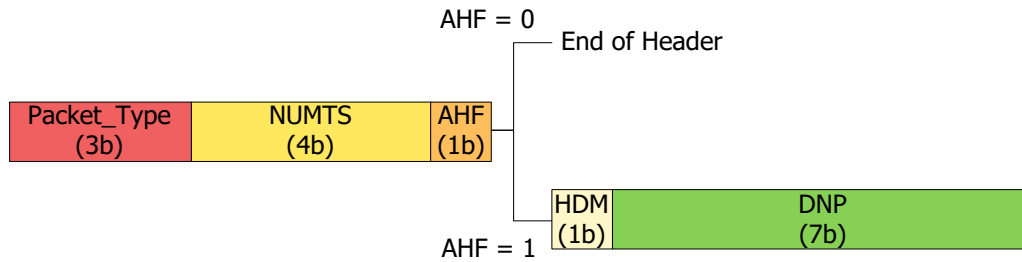 AHF = 0
End of Header
Packet_Type
(3b)
NUMTS
(4b)
AHF
(1b)
HDM
(1b)
DNP
(7b)
AHF = 1